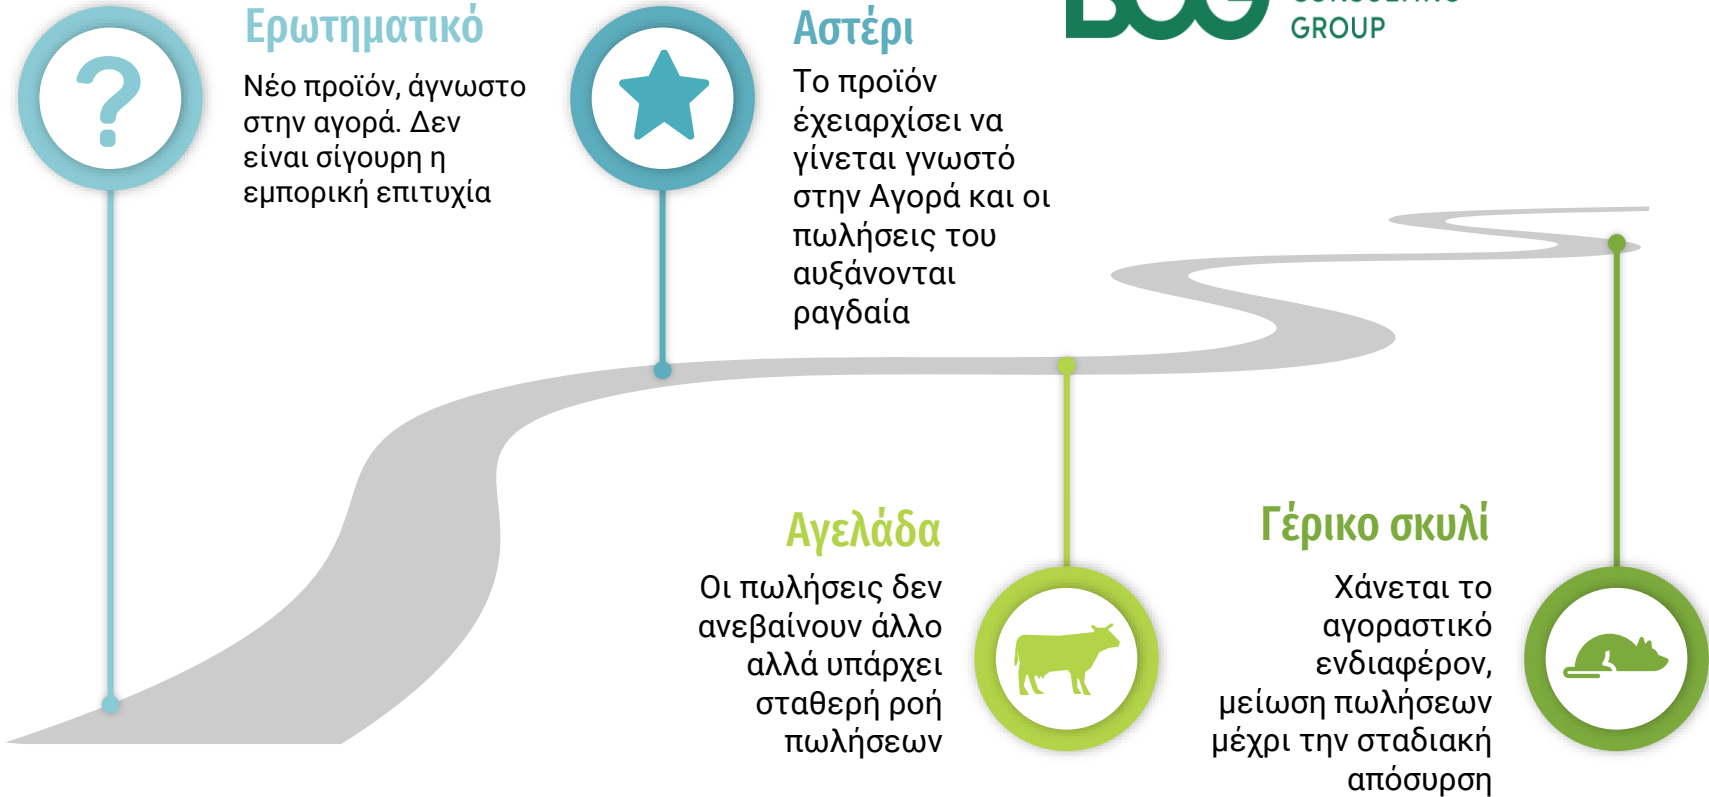 Ερωτηματικό
Νέο προϊόν, άγνωστο
στην αγορά. Δεν
είναι σίγουρη η
εμπορική επιτυχία
Αστέρι
Το προϊόν
έχειαρχίσει να
γίνεται γνωστό
στην Αγορά και οι
πωλήσεις του
αυξάνονται
ραγδαία
BCG
GROUP
Αγελάδα
Οι πωλήσεις δεν
ανεβαίνουν άλλο
αλλά υπάρχει
σταθερή ροή
πωλήσεων
Γέρικο σκυλί
Χάνεται το
αγοραστικό
ενδιαφέρον,
μείωση πωλήσεων
μέχρι την σταδιακή
απόσυρση